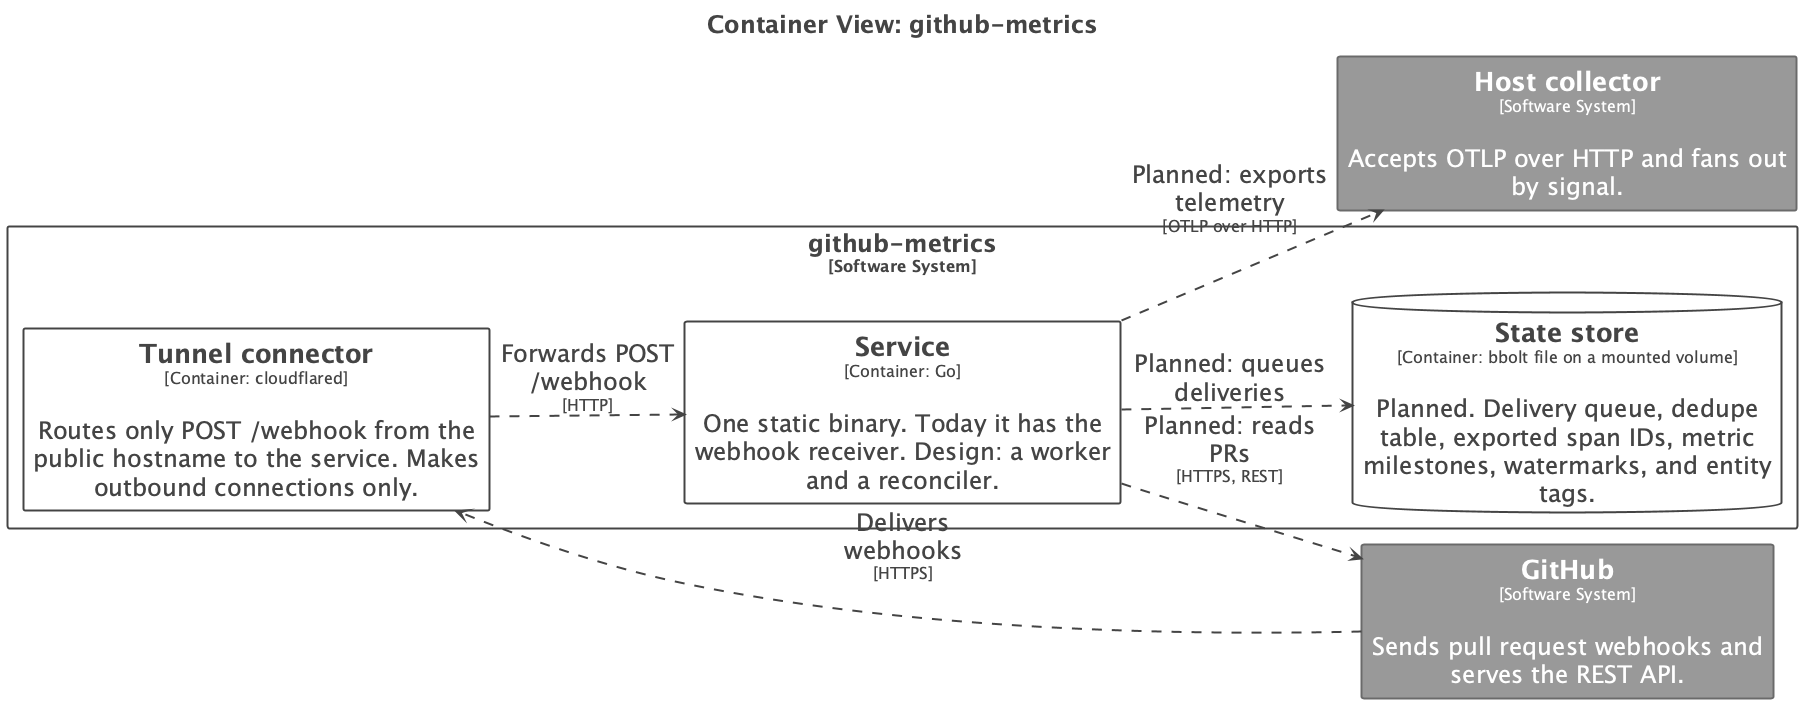 Container View: github-metrics
Host collector
[Software System]
Accepts OTLP over HTTP and fans out
by signal.
Planned: exports
telemetry
[OTLP over HTTP]
github-metrics
[Software System]
Tunnel connector
[Container: cloudflared]
Routes only POST /webhook from the
public hostname to the service. Makes
outbound connections only.
Forwards POST
/webhook
[HTTP]
Service
[Container: Go]
One static binary. Today it has the
webhook receiver. Design: a worker
and a reconciler.
Planned: queues
deliveries
Planned: reads
PRs
[HTTPS, REST]
State store
[Container: bbolt file on a mounted volume]
Planned. Delivery queue, dedupe
table, exported span IDs, metric
milestones, watermarks, and entity
tags.
Delivers
webhooks
[HTTPS]
GitHub
[Software System]
Sends pull request webhooks and
serves the REST API.